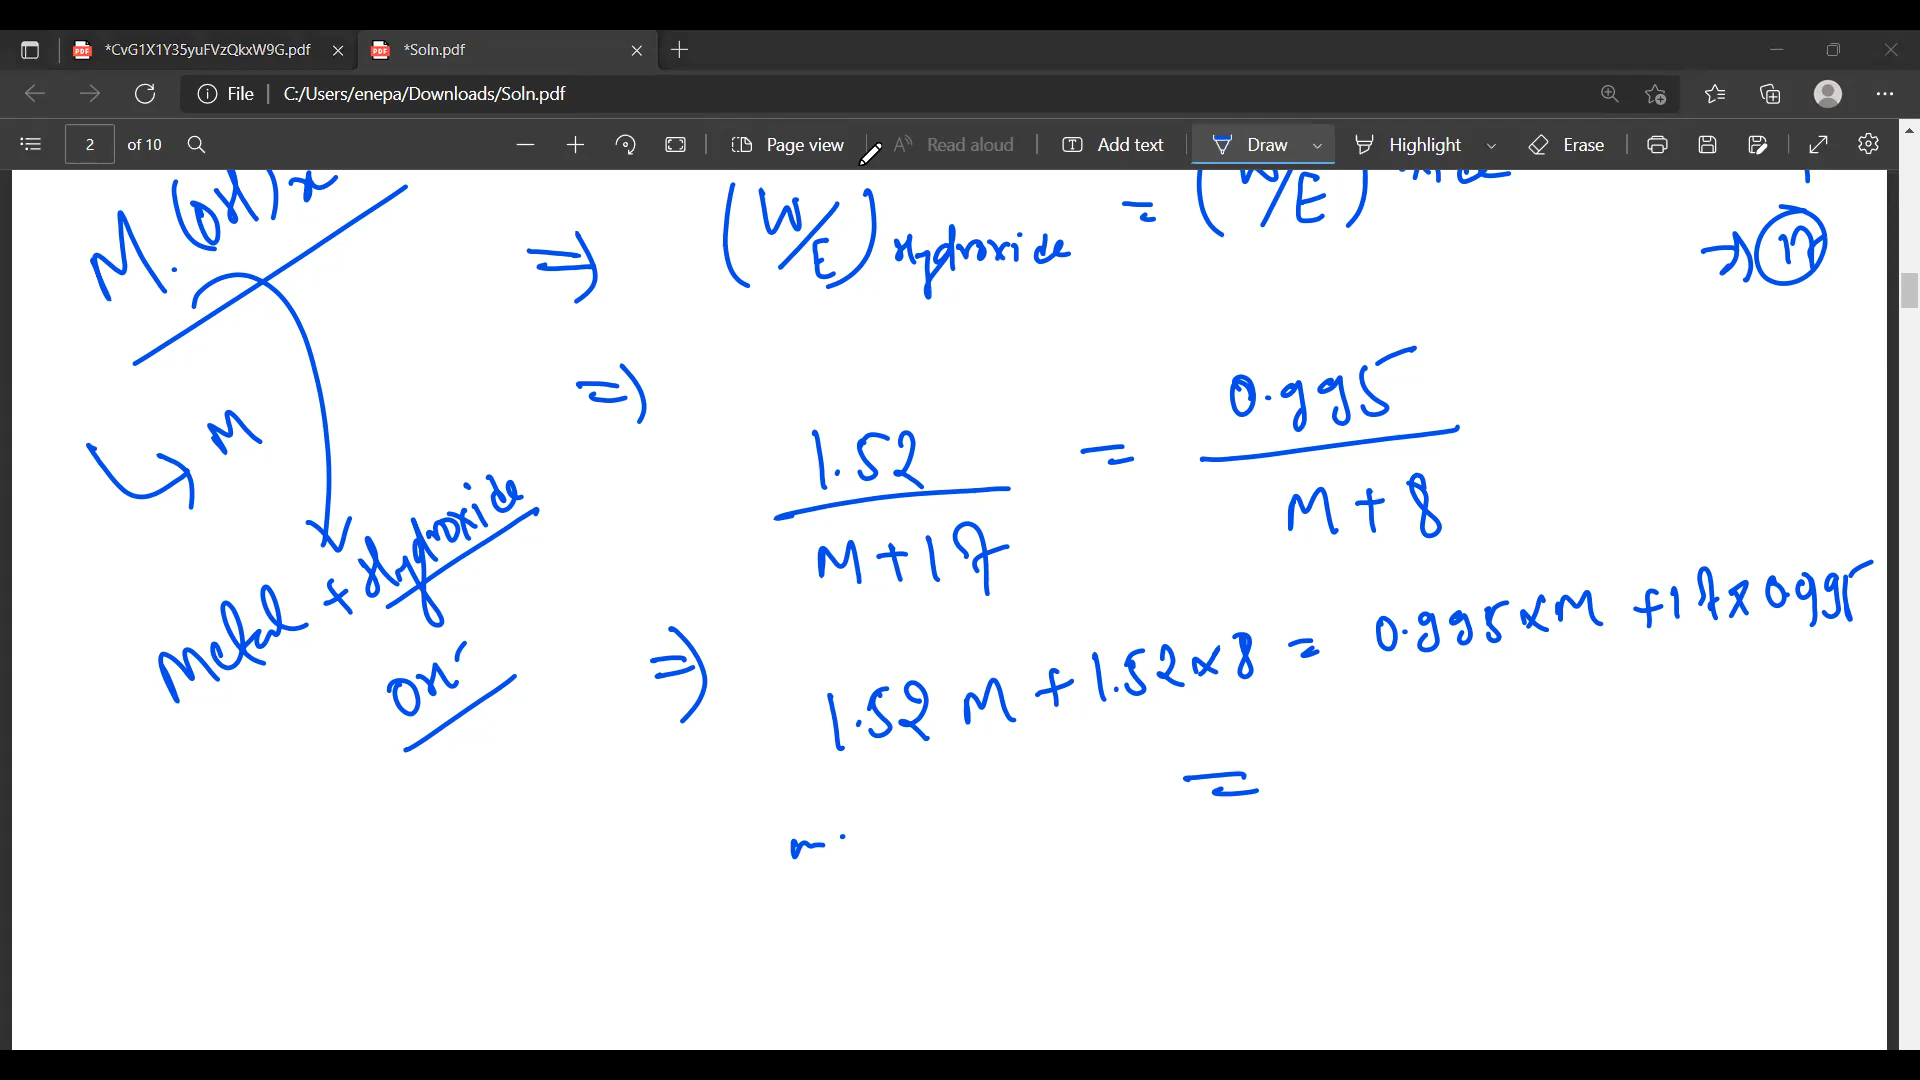 *CvG1X1Y35yuFVzQkxW9G.pdf
*Soln.pdf
File
C:/Users/enepa/Downloads/Soln.pdf
2 of 10
Page view
Read aloud
Add text
Draw
Highlight
Erase
M.(OH)x
⇒ (W/E) Hydroxide = (W/E)
⇒ 17
M
⇒ 1.52/M+17 = 0.995/M+8
Metal + Hydroxide
OH⁻
⇒ 1.52 M + 1.52×8 = 0.995×M + 17×0.995
=